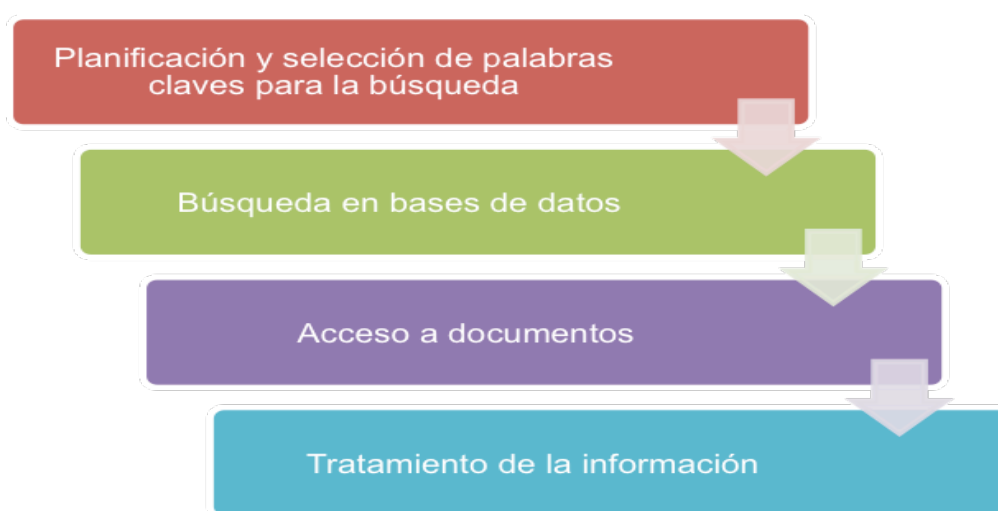 Planificación y selección de palabras
claves para la búsqueda
Búsqueda en bases de datos
Acceso a documentos
Tratamiento de la información